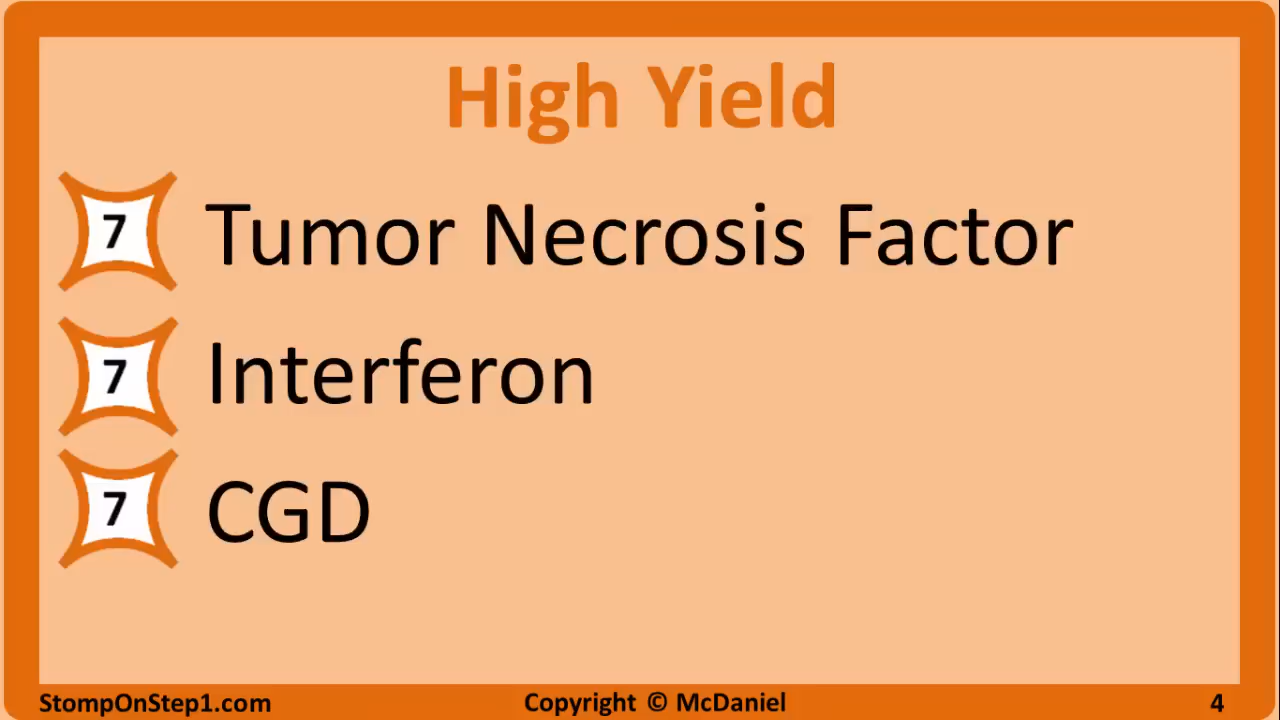 High Yield
7 Tumor Necrosis Factor
7 Interferon
7 CGD
StompOnStep1.com Copyright © McDaniel 4